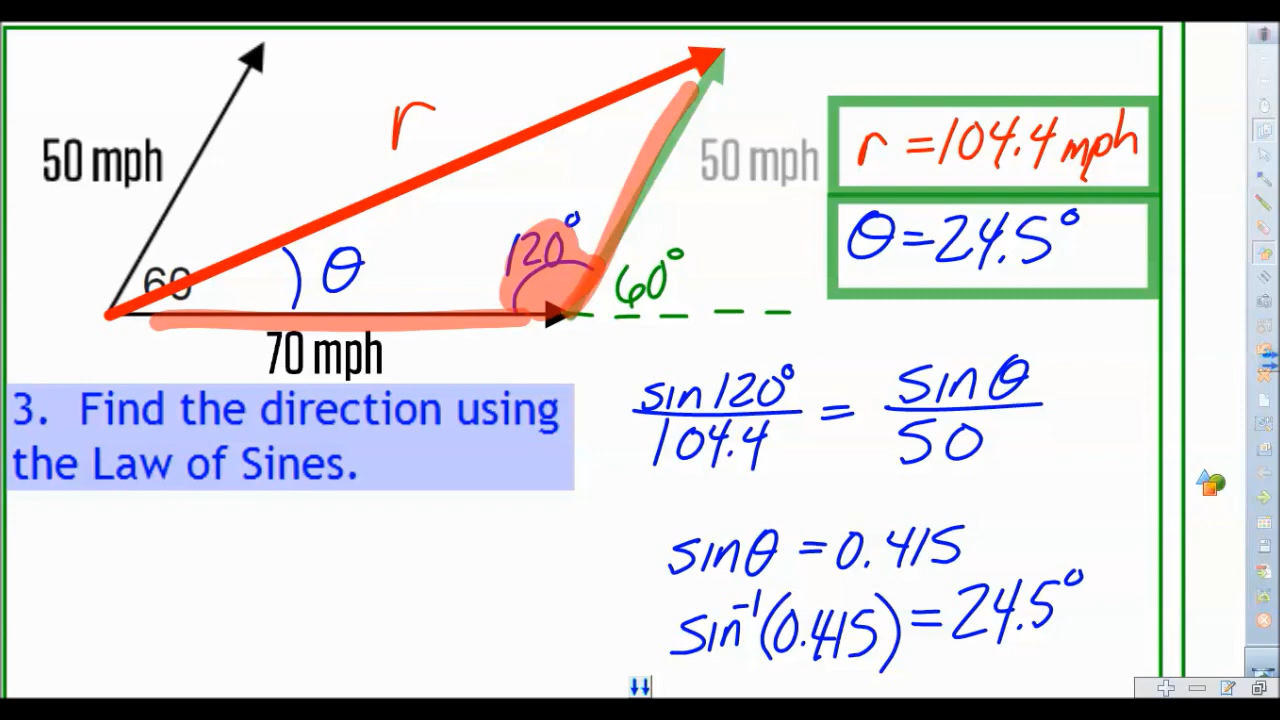 r
50 mph
50 mph
r = 104.4 mph
θ = 24.5°
60
θ
120°
60°
70 mph
3. Find the direction using
the Law of Sines.
sin 120° / 104.4 = sin θ / 50
sin θ = 0.415
sin⁻¹(0.415) = 24.5°